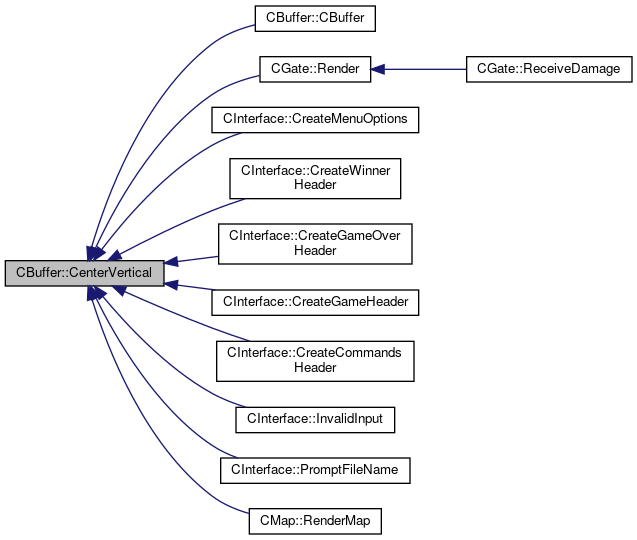 CBuffer::CBuffer
CGate::Render
CGate::ReceiveDamage
CInterface::CreateMenuOptions
CInterface::CreateWinner
Header
CInterface::CreateGameOver
Header
CBuffer::CenterVertical
CInterface::CreateGameHeader
CInterface::CreateCommands
Header
CInterface::InvalidInput
CInterface::PromptFileName
CMap::RenderMap